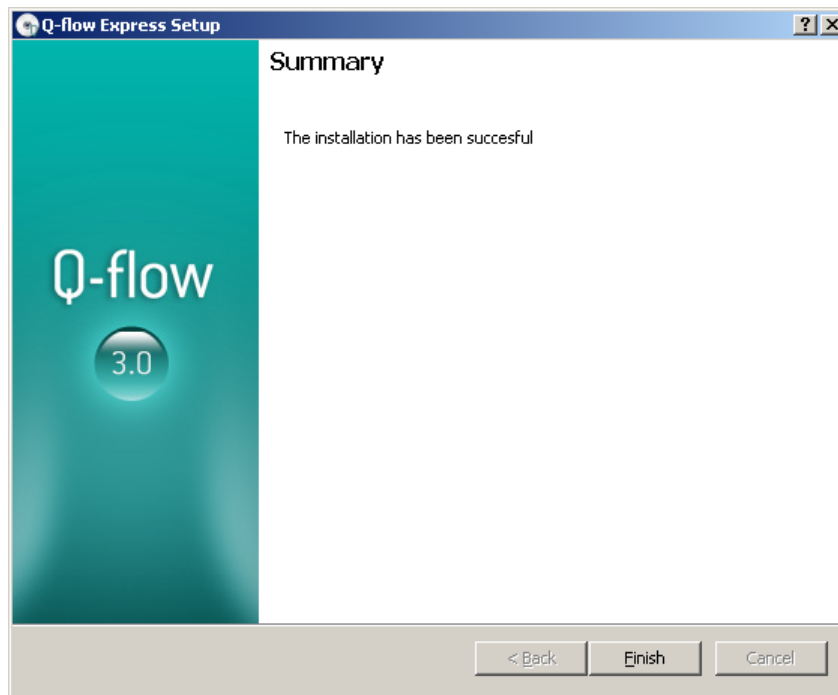 Q-flow Express Setup
Summary
The installation has been succesful
Q-flow
3.0
< Back
Finish
Cancel